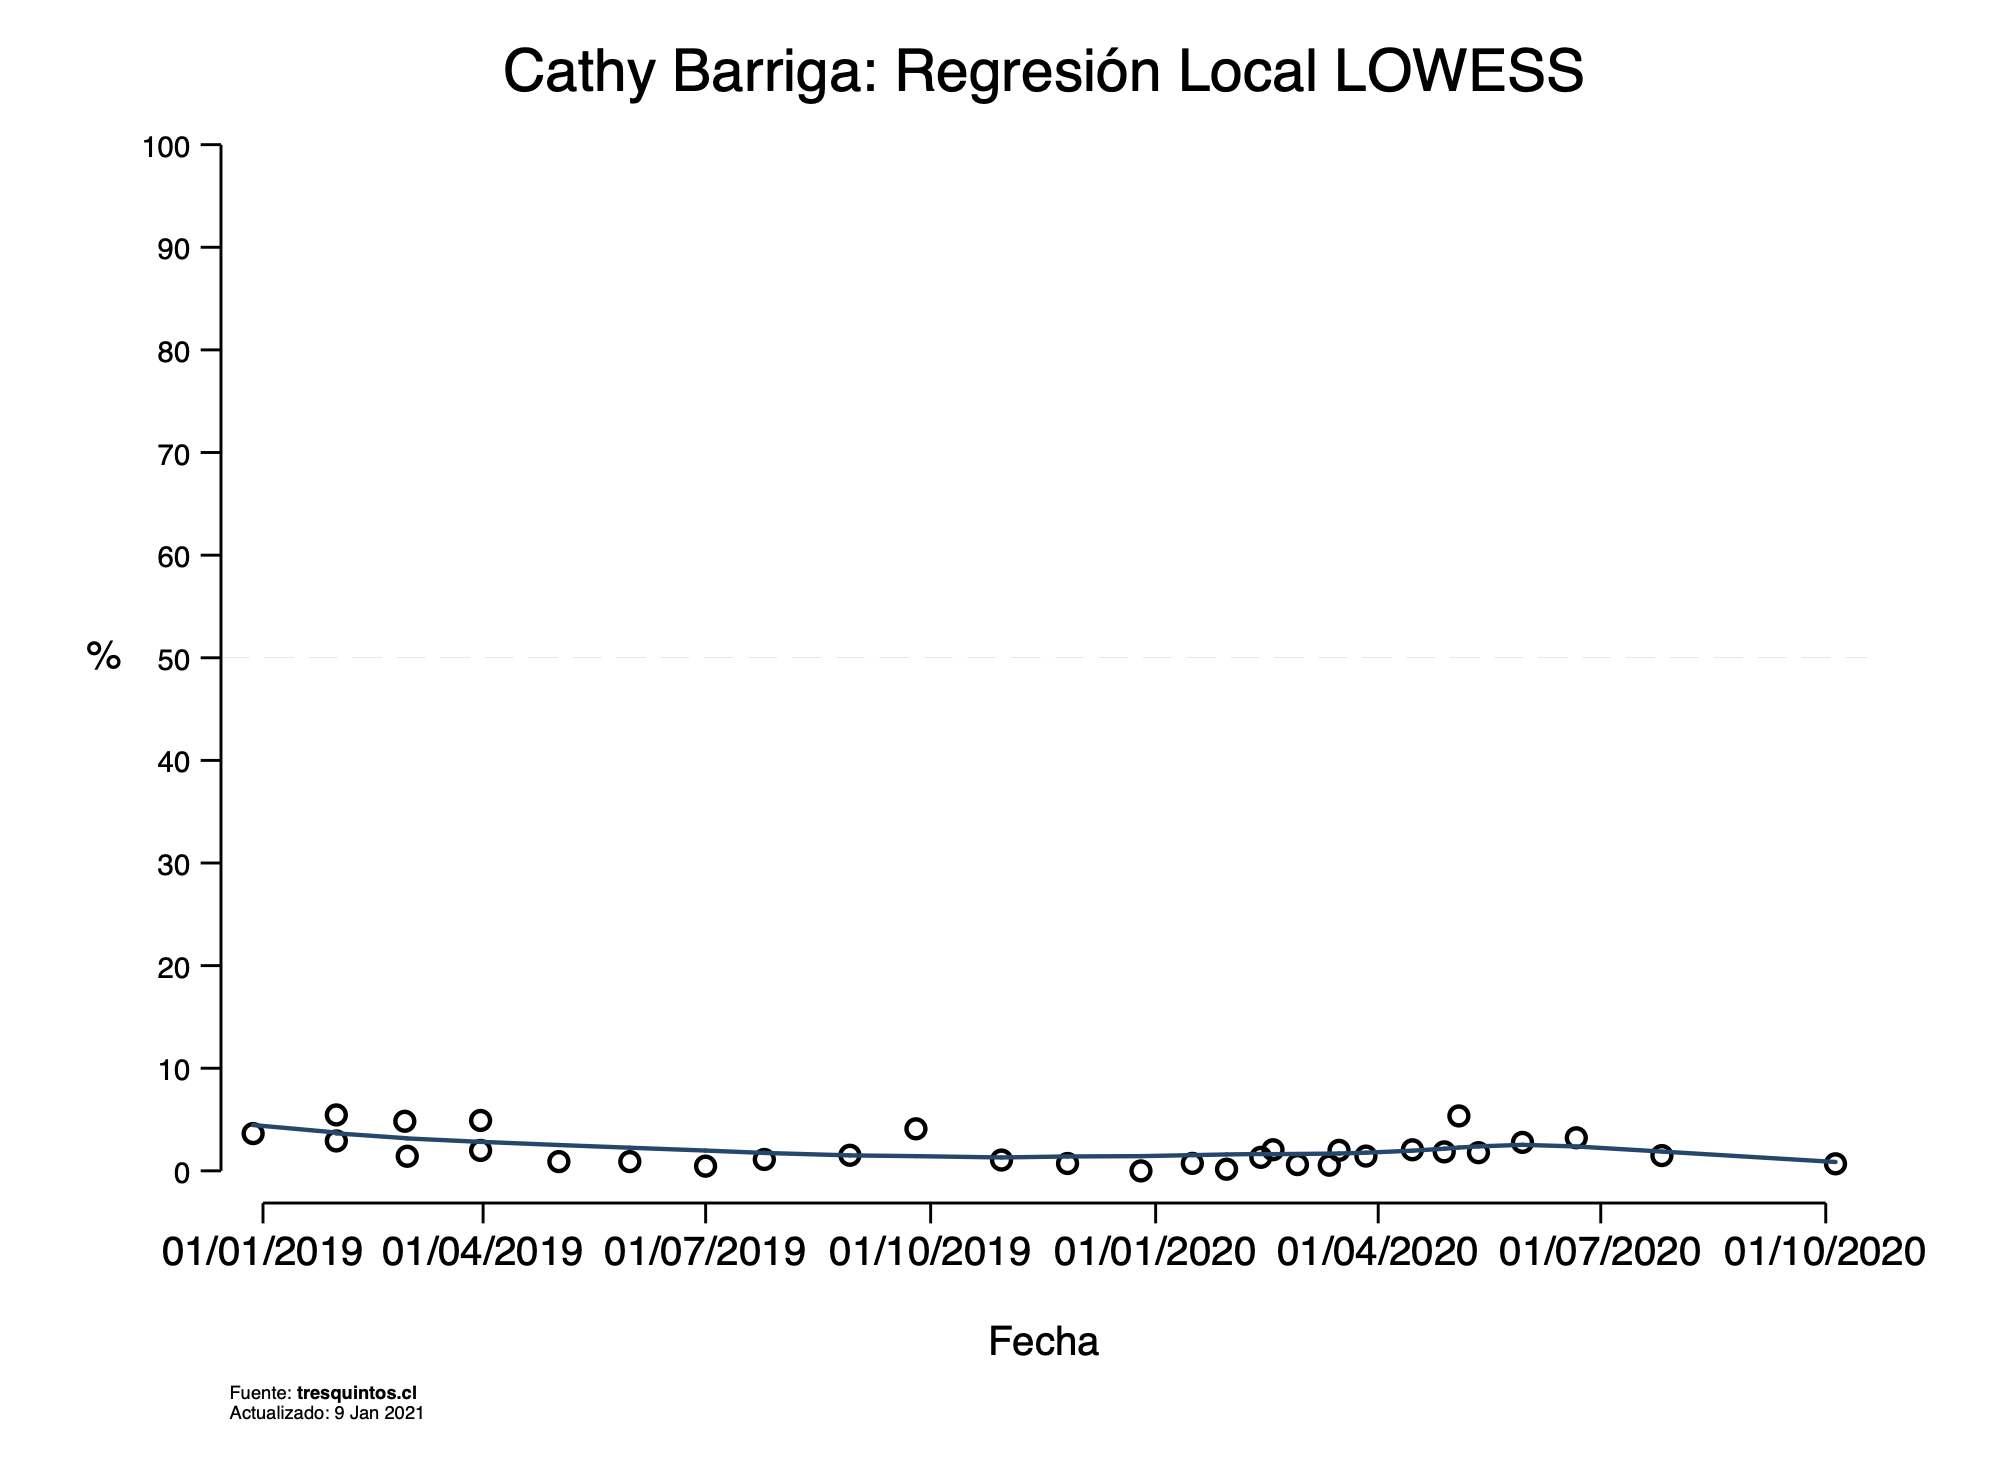 Cathy Barriga: Regresión Local LOWESS
100
90
80
70
60
% 50
40
30
20
10
0
01/01/2019 01/04/2019 01/07/2019 01/10/2019 01/01/2020 01/04/2020 01/07/2020 01/10/2020
Fecha
Fuente: tresquintos.cl
Actualizado: 9 Jan 2021